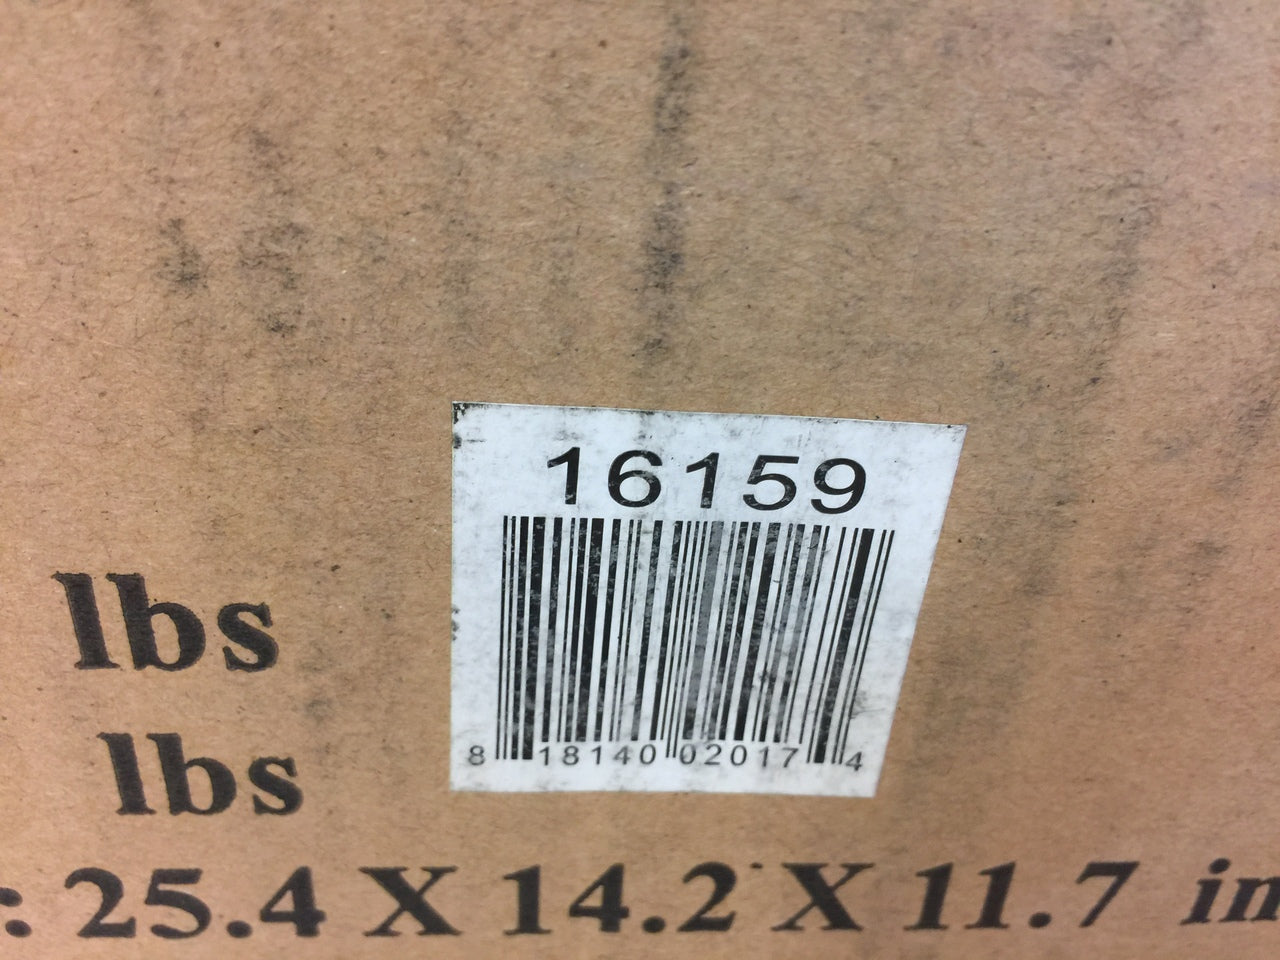 16159
8 18140 02017 4
lbs
lbs
: 25.4 X 14.2 X 11.7 in